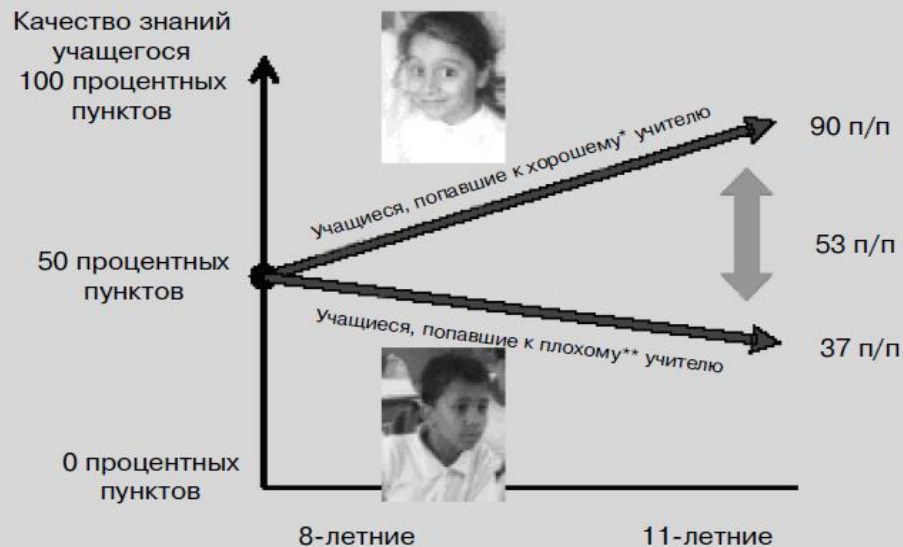 Качество знаний
учащегося
100 процентных
пунктов
Учащиеся, попавшие к хорошему* учителю
90 п/п
53 п/п
50 процентных
пунктов
Учащиеся, попавшие к плохому** учителю
37 п/п
0 процентных
пунктов
8-летние
11-летние